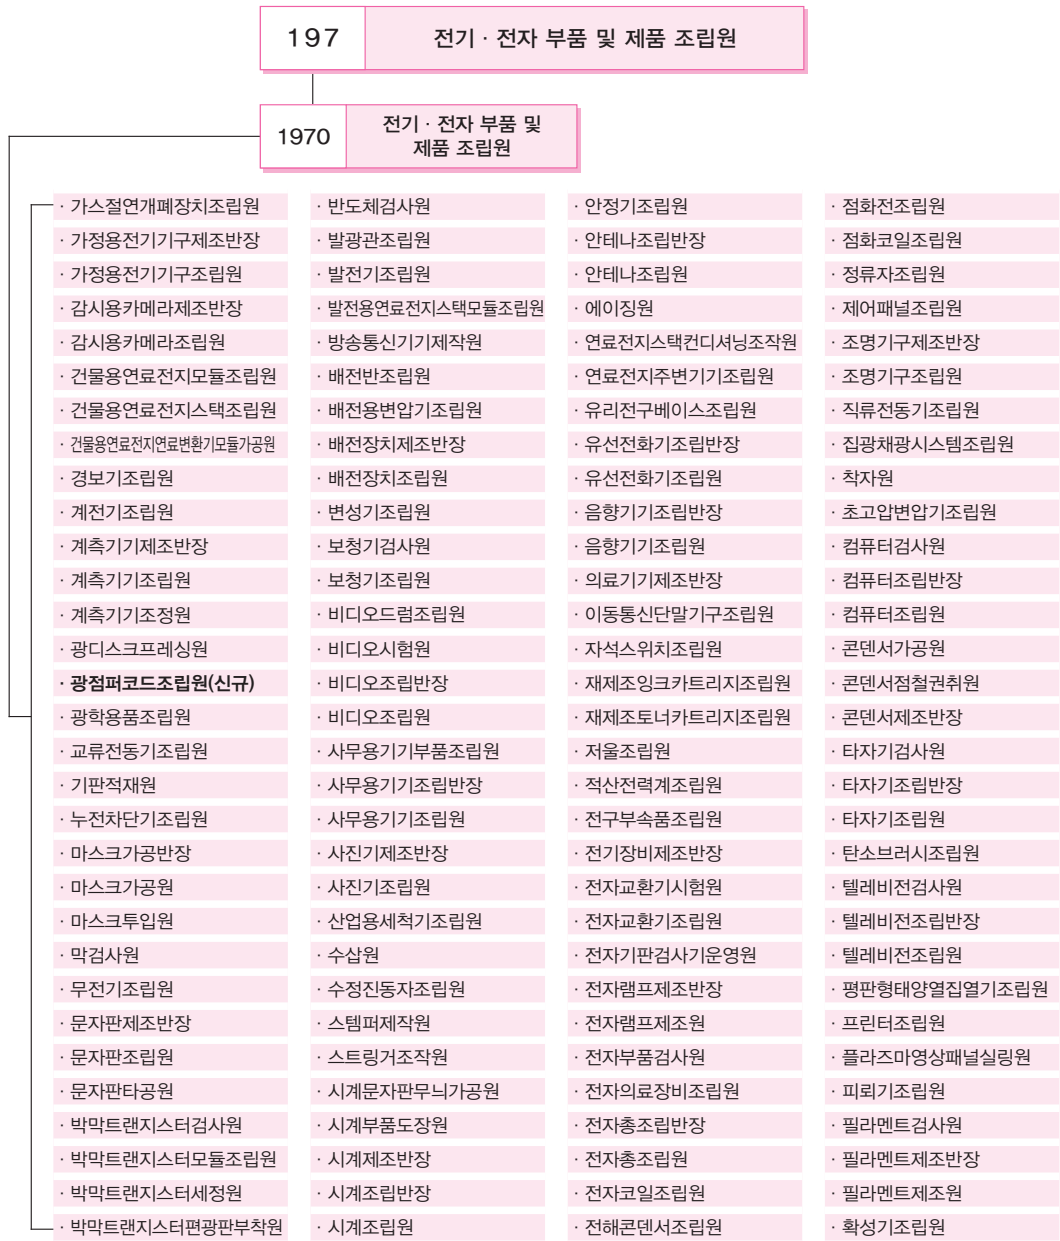 197
전기 · 전자 부품 및 제품 조립원
1970
전기 · 전자 부품 및
제품 조립원
· 가스절연개폐장치조립원
· 가정용전기기구제조반장
· 가정용전기기구조립원
· 감시용카메라제조반장
· 감시용카메라조립원
· 건물용연료전지모듈조립원
· 건물용연료전지스택조립원
· 건물용연료전지연료변환기모듈가공원
· 경보기조립원
· 계전기조립원
· 계측기기제조반장
· 계측기기조립원
· 계측기기조정원
· 광디스크프레싱원
· 광점퍼코드조립원(신규)
· 광학용품조립원
· 교류전동기조립원
· 기판적재원
· 누전차단기조립원
· 마스크가공반장
· 마스크가공원
· 마스크투입원
· 막검사원
· 무전기조립원
· 문자판제조반장
· 문자판조립원
· 문자판타공원
· 박막트랜지스터검사원
· 박막트랜지스터모듈조립원
· 박막트랜지스터세정원
· 박막트랜지스터편광판부착원
· 반도체검사원
· 발광관조립원
· 발전기조립원
· 발전용연료전지스택모듈조립원
· 방송통신기기제작원
· 배전반조립원
· 배전용변압기조립원
· 배전장치제조반장
· 배전장치조립원
· 변성기조립원
· 보청기검사원
· 보청기조립원
· 비디오드럼조립원
· 비디오시험원
· 비디오조립반장
· 비디오조립원
· 사무용기기부품조립원
· 사무용기기조립반장
· 사무용기기조립원
· 사진기제조반장
· 사진기조립원
· 산업용세척기조립원
· 수삽원
· 수정진동자조립원
· 스템퍼제작원
· 스트링거조작원
· 시계문자판무늬가공원
· 시계부품도장원
· 시계제조반장
· 시계조립반장
· 시계조립원
· 안정기조립원
· 안테나조립반장
· 안테나조립원
· 에이징원
· 연료전지스택컨디셔닝조작원
· 연료전지주변기기조립원
· 유리전구베이스조립원
· 유선전화기조립반장
· 유선전화기조립원
· 음향기기조립반장
· 음향기기조립원
· 의료기기제조반장
· 이동통신단말기구조립원
· 자석스위치조립원
· 재제조잉크카트리지조립원
· 재제조토너카트리지조립원
· 저울조립원
· 적산전력계조립원
· 전구부속품조립원
· 전기장비제조반장
· 전자교환기시험원
· 전자교환기조립원
· 전자기판검사기운영원
· 전자램프제조반장
· 전자램프제조원
· 전자부품검사원
· 전자의료장비조립원
· 전자총조립반장
· 전자총조립원
· 전자코일조립원
· 전해콘덴서조립원
· 점화전조립원
· 점화코일조립원
· 정류자조립원
· 제어패널조립원
· 조명기구제조반장
· 조명기구조립원
· 직류전동기조립원
· 집광채광시스템조립원
· 착자원
· 초고압변압기조립원
· 컴퓨터검사원
· 컴퓨터조립반장
· 컴퓨터조립원
· 콘덴서가공원
· 콘덴서점철권취원
· 콘덴서제조반장
· 타자기검사원
· 타자기조립반장
· 타자기조립원
· 탄소브러시조립원
· 텔레비전검사원
· 텔레비전조립반장
· 텔레비전조립원
· 평판형태양열집열기조립원
· 프린터조립원
· 플라즈마영상패널실링원
· 피뢰기조립원
· 필라멘트검사원
· 필라멘트제조반장
· 필라멘트제조원
· 확성기조립원